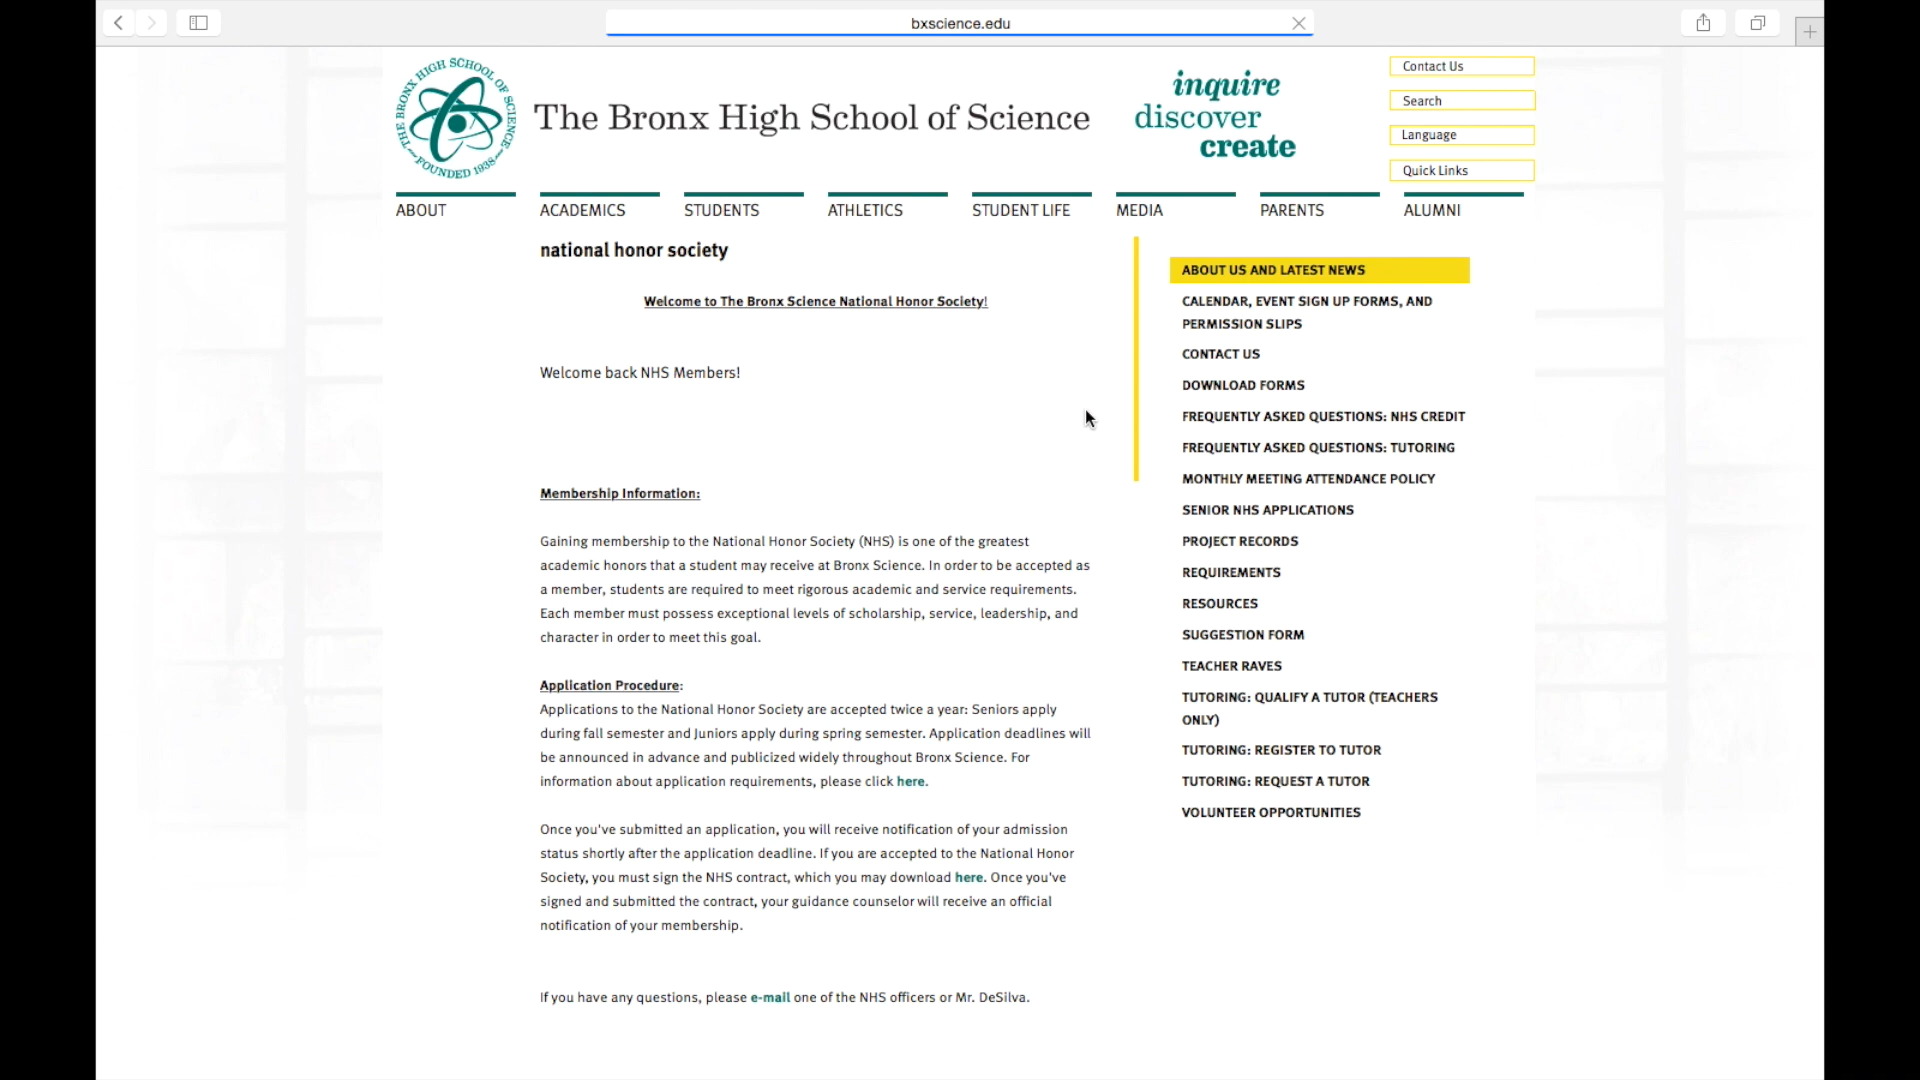 bxscience.edu
THE BRONX HIGH SCHOOL OF SCIENCE
FOUNDED 1938
The Bronx High School of Science
inquire
discover
create
Contact Us
Search
Language
Quick Links
ABOUT
ACADEMICS
STUDENTS
ATHLETICS
STUDENT LIFE
MEDIA
PARENTS
ALUMNI
national honor society
Welcome to The Bronx Science National Honor Society!
Welcome back NHS Members!
Membership Information:
Gaining membership to the National Honor Society (NHS) is one of the greatest
academic honors that a student may receive at Bronx Science. In order to be accepted as
a member, students are required to meet rigorous academic and service requirements.
Each member must possess exceptional levels of scholarship, service, leadership, and
character in order to meet this goal.
Application Procedure:
Applications to the National Honor Society are accepted twice a year: Seniors apply
during fall semester and Juniors apply during spring semester. Application deadlines will
be announced in advance and publicized widely throughout Bronx Science. For
information about application requirements, please click here.
Once you've submitted an application, you will receive notification of your admission
status shortly after the application deadline. If you are accepted to the National Honor
Society, you must sign the NHS contract, which you may download here. Once you've
signed and submitted the contract, your guidance counselor will receive an official
notification of your membership.
If you have any questions, please e-mail one of the NHS officers or Mr. DeSilva.
ABOUT US AND LATEST NEWS
CALENDAR, EVENT SIGN UP FORMS, AND
PERMISSION SLIPS
CONTACT US
DOWNLOAD FORMS
FREQUENTLY ASKED QUESTIONS: NHS CREDIT
FREQUENTLY ASKED QUESTIONS: TUTORING
MONTHLY MEETING ATTENDANCE POLICY
SENIOR NHS APPLICATIONS
PROJECT RECORDS
REQUIREMENTS
RESOURCES
SUGGESTION FORM
TEACHER RAVES
TUTORING: QUALIFY A TUTOR (TEACHERS
ONLY)
TUTORING: REGISTER TO TUTOR
TUTORING: REQUEST A TUTOR
VOLUNTEER OPPORTUNITIES